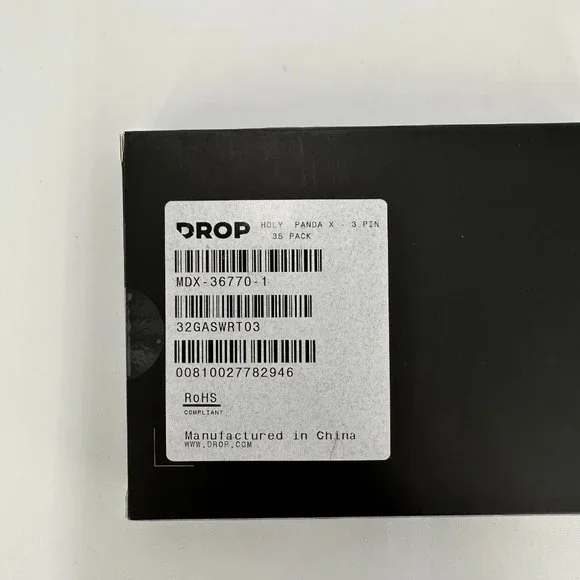 DROP HOLY PANDA X - 3 PIN
- 35 PACK
MDX-36770-1
32GASWRT03
00810027782946
RoHS
COMPLIANT
Manufactured in China
WWW.DROP.COM